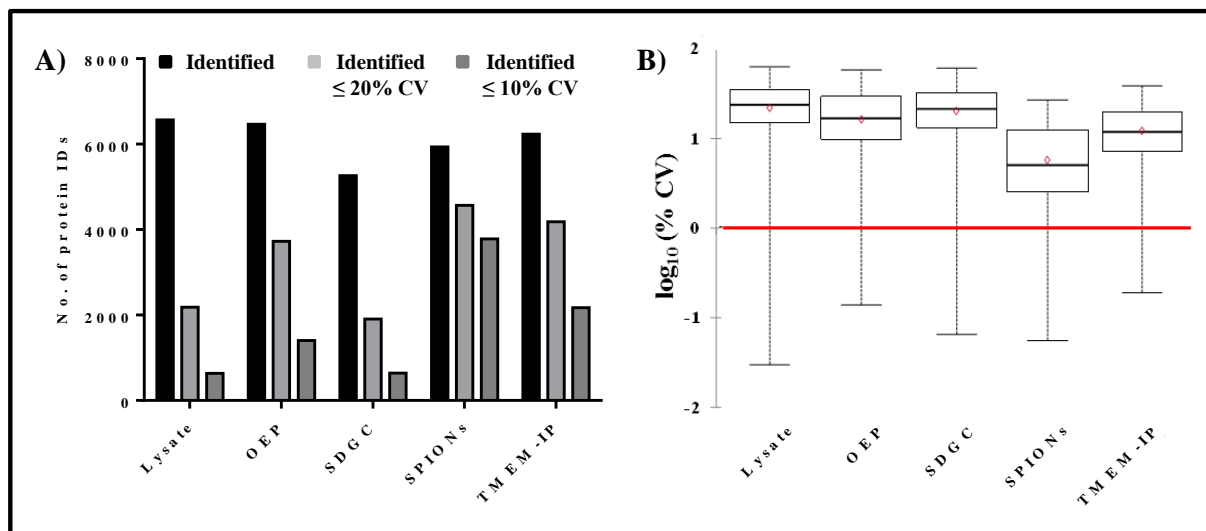 A)
Identified
Identified
≤ 20% CV
Identified
≤ 10% CV
No. of protein IDs
8000
6000
4000
2000
0
Lysate
OEP
SDGC
SPIONs
TMEM-IP
B)
log₁₀ (% CV)
2
1
0
-1
-2
Lysate
OEP
SDGC
SPIONs
TMEM-IP